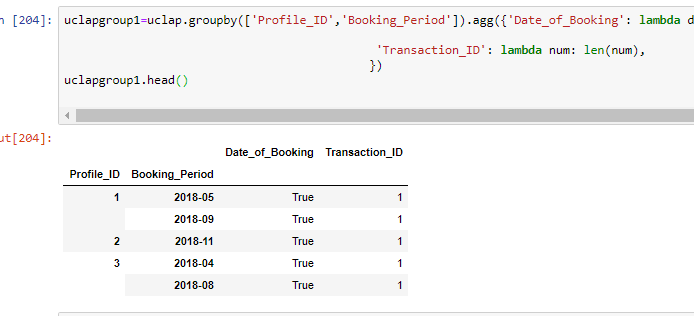 [204]: uclapgroup1=uclap.groupby(['Profile_ID','Booking_Period']).agg({'Date_of_Booking': lambda d
'Transaction_ID': lambda num: len(num),
})
uclapgroup1.head()
ut[204]:
Date_of_Booking Transaction_ID
Profile_ID Booking_Period
1 2018-05 True 1
2018-09 True 1
2 2018-11 True 1
3 2018-04 True 1
2018-08 True 1